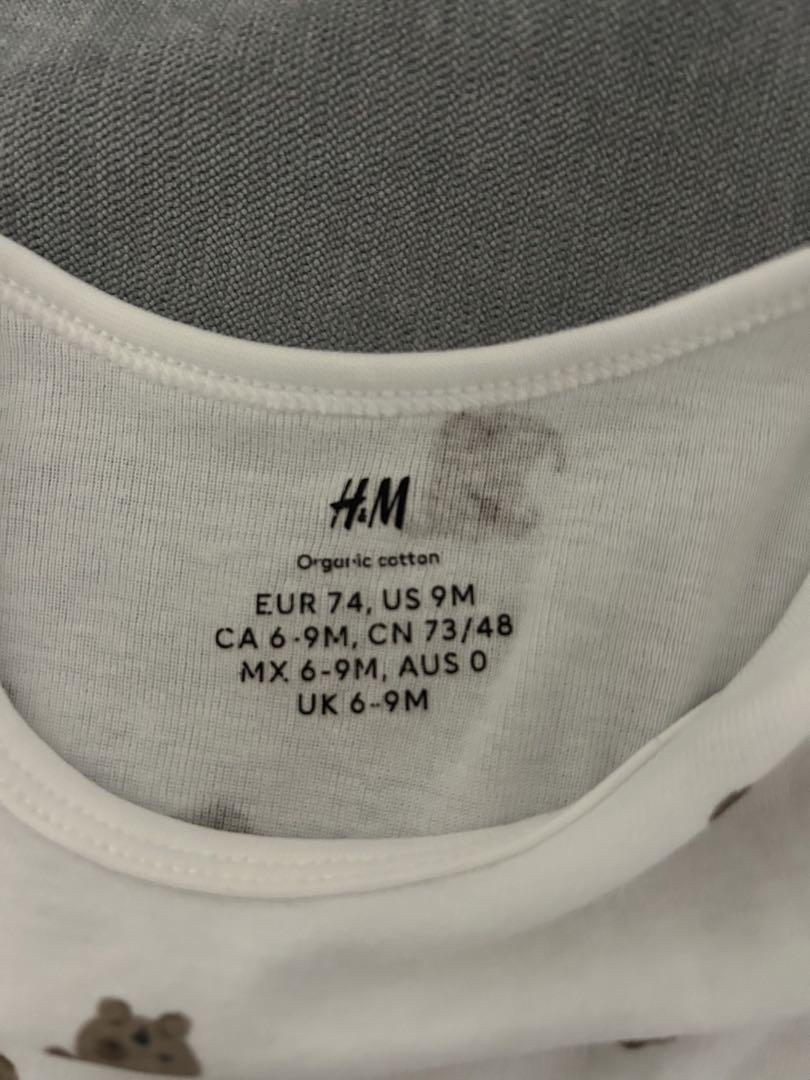 H&M
Organic cotton
EUR 74, US 9M
CA 6-9M, CN 73/48
MX 6-9M, AUS 0
UK 6-9M